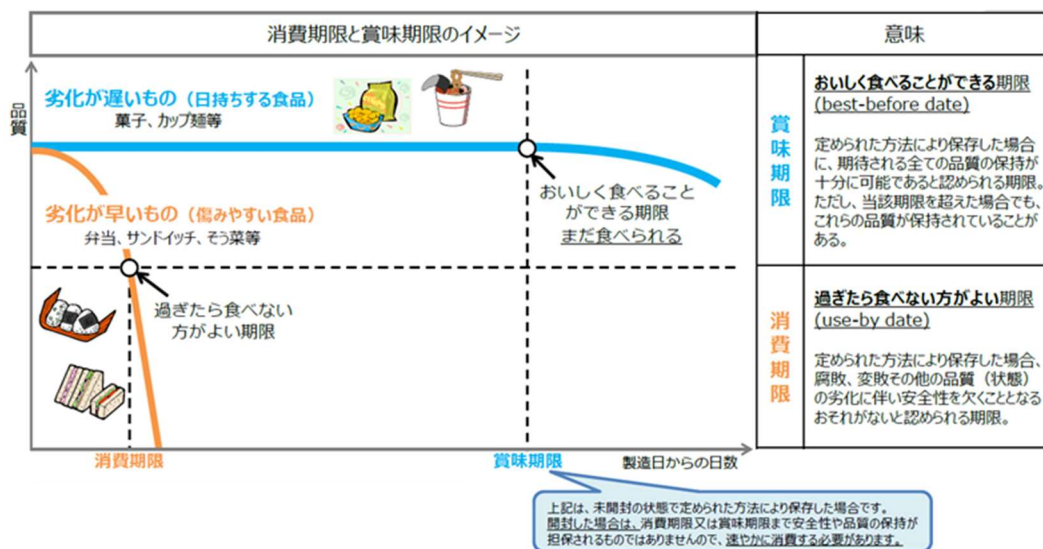 消費期限と賞味期限のイメージ
意味
品質
劣化が遅いもの（日持ちする食品）
菓子、カップ麺等
おいしく食べること
ができる期限
まだ食べられる
劣化が早いもの（傷みやすい食品）
弁当、サンドイッチ、そう菜等
過ぎたら食べない
方がよい期限
消費期限
賞味期限
製造日からの日数
賞味期限
おいしく食べることができる期限
(best-before date)
定められた方法により保存した場合
に、期待される全ての品質の保持が
十分に可能であると認められる期限。
ただし、当該期限を超えた場合でも、
これらの品質が保持されていることが
ある。
消費期限
過ぎたら食べない方がよい期限
(use-by date)
定められた方法により保存した場合、
腐敗、変敗その他の品質（状態）
の劣化に伴い安全性を欠くこととなる
おそれがないと認められる期限。
上記は、未開封の状態で定められた方法により保存した場合です。
開封した場合は、消費期限又は賞味期限まで安全性や品質の保持が
担保されるものではありませんので、速やかに消費する必要があります。